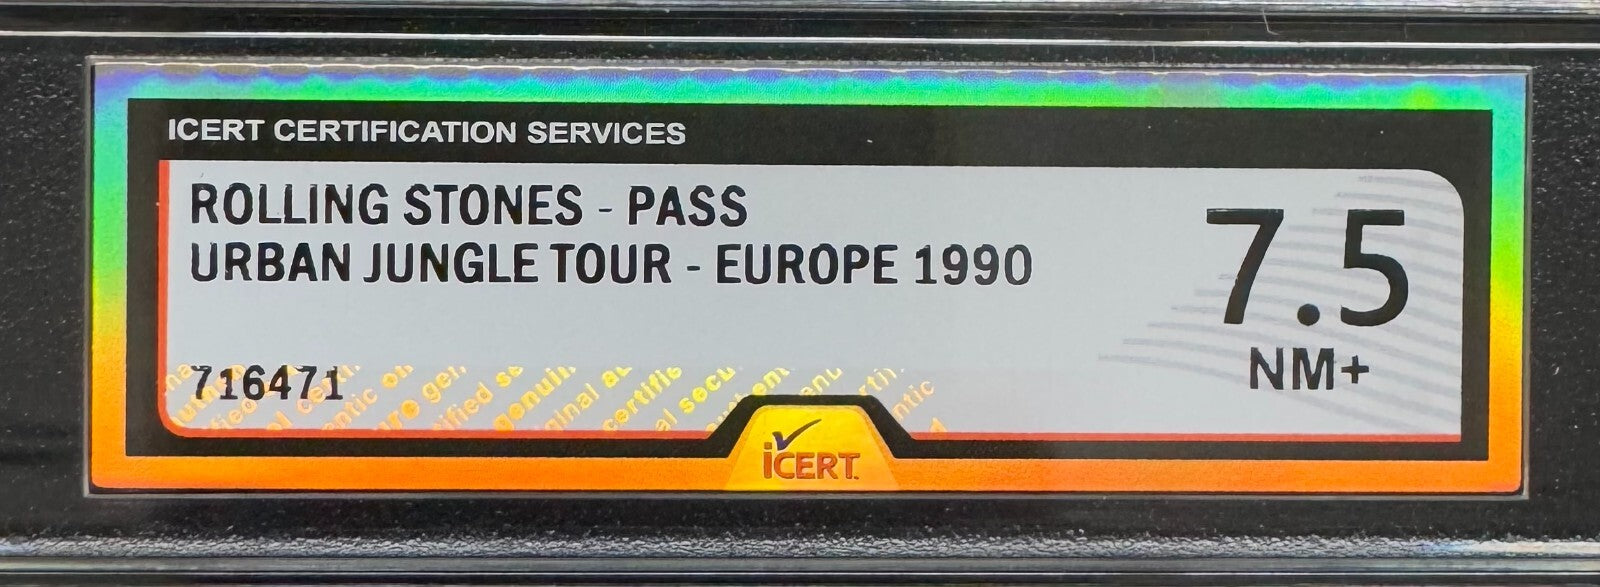 ICERT CERTIFICATION SERVICES
ROLLING STONES - PASS
URBAN JUNGLE TOUR - EUROPE 1990
7.5
NM+
716471
iCERT